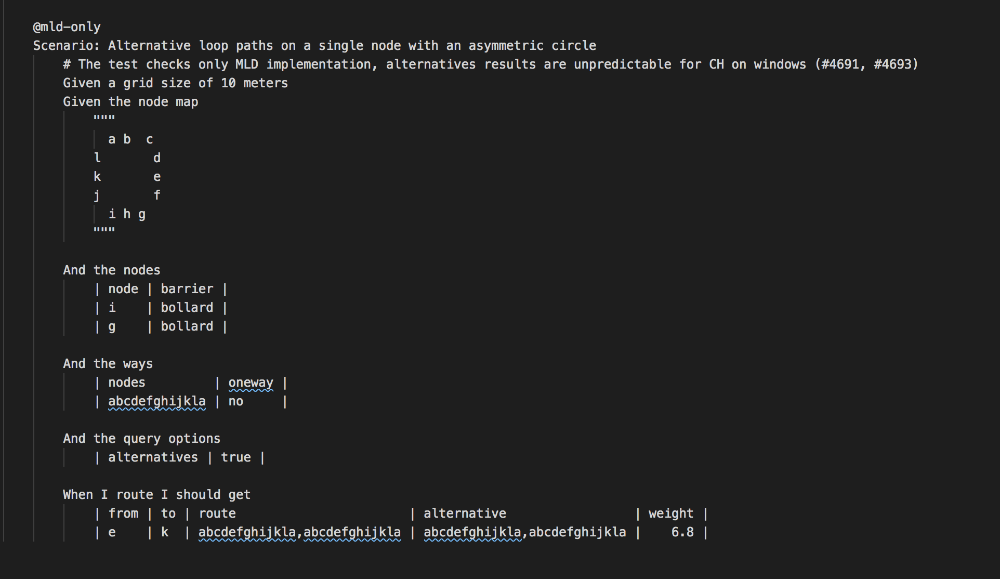 @mld-only
Scenario: Alternative loop paths on a single node with an asymmetric circle
    # The test checks only MLD implementation, alternatives results are unpredictable for CH on windows (#4691, #4693)
    Given a grid size of 10 meters
    Given the node map
        """
          a b  c
        l       d
        k       e
        j       f
          i h g
        """

    And the nodes
        | node | barrier |
        | i    | bollard |
        | g    | bollard |

    And the ways
        | nodes         | oneway |
        | abcdefghijkla | no     |

    And the query options
        | alternatives | true |

    When I route I should get
        | from | to | route                       | alternative                 | weight |
        | e    | k  | abcdefghijkla,abcdefghijkla | abcdefghijkla,abcdefghijkla |    6.8 |